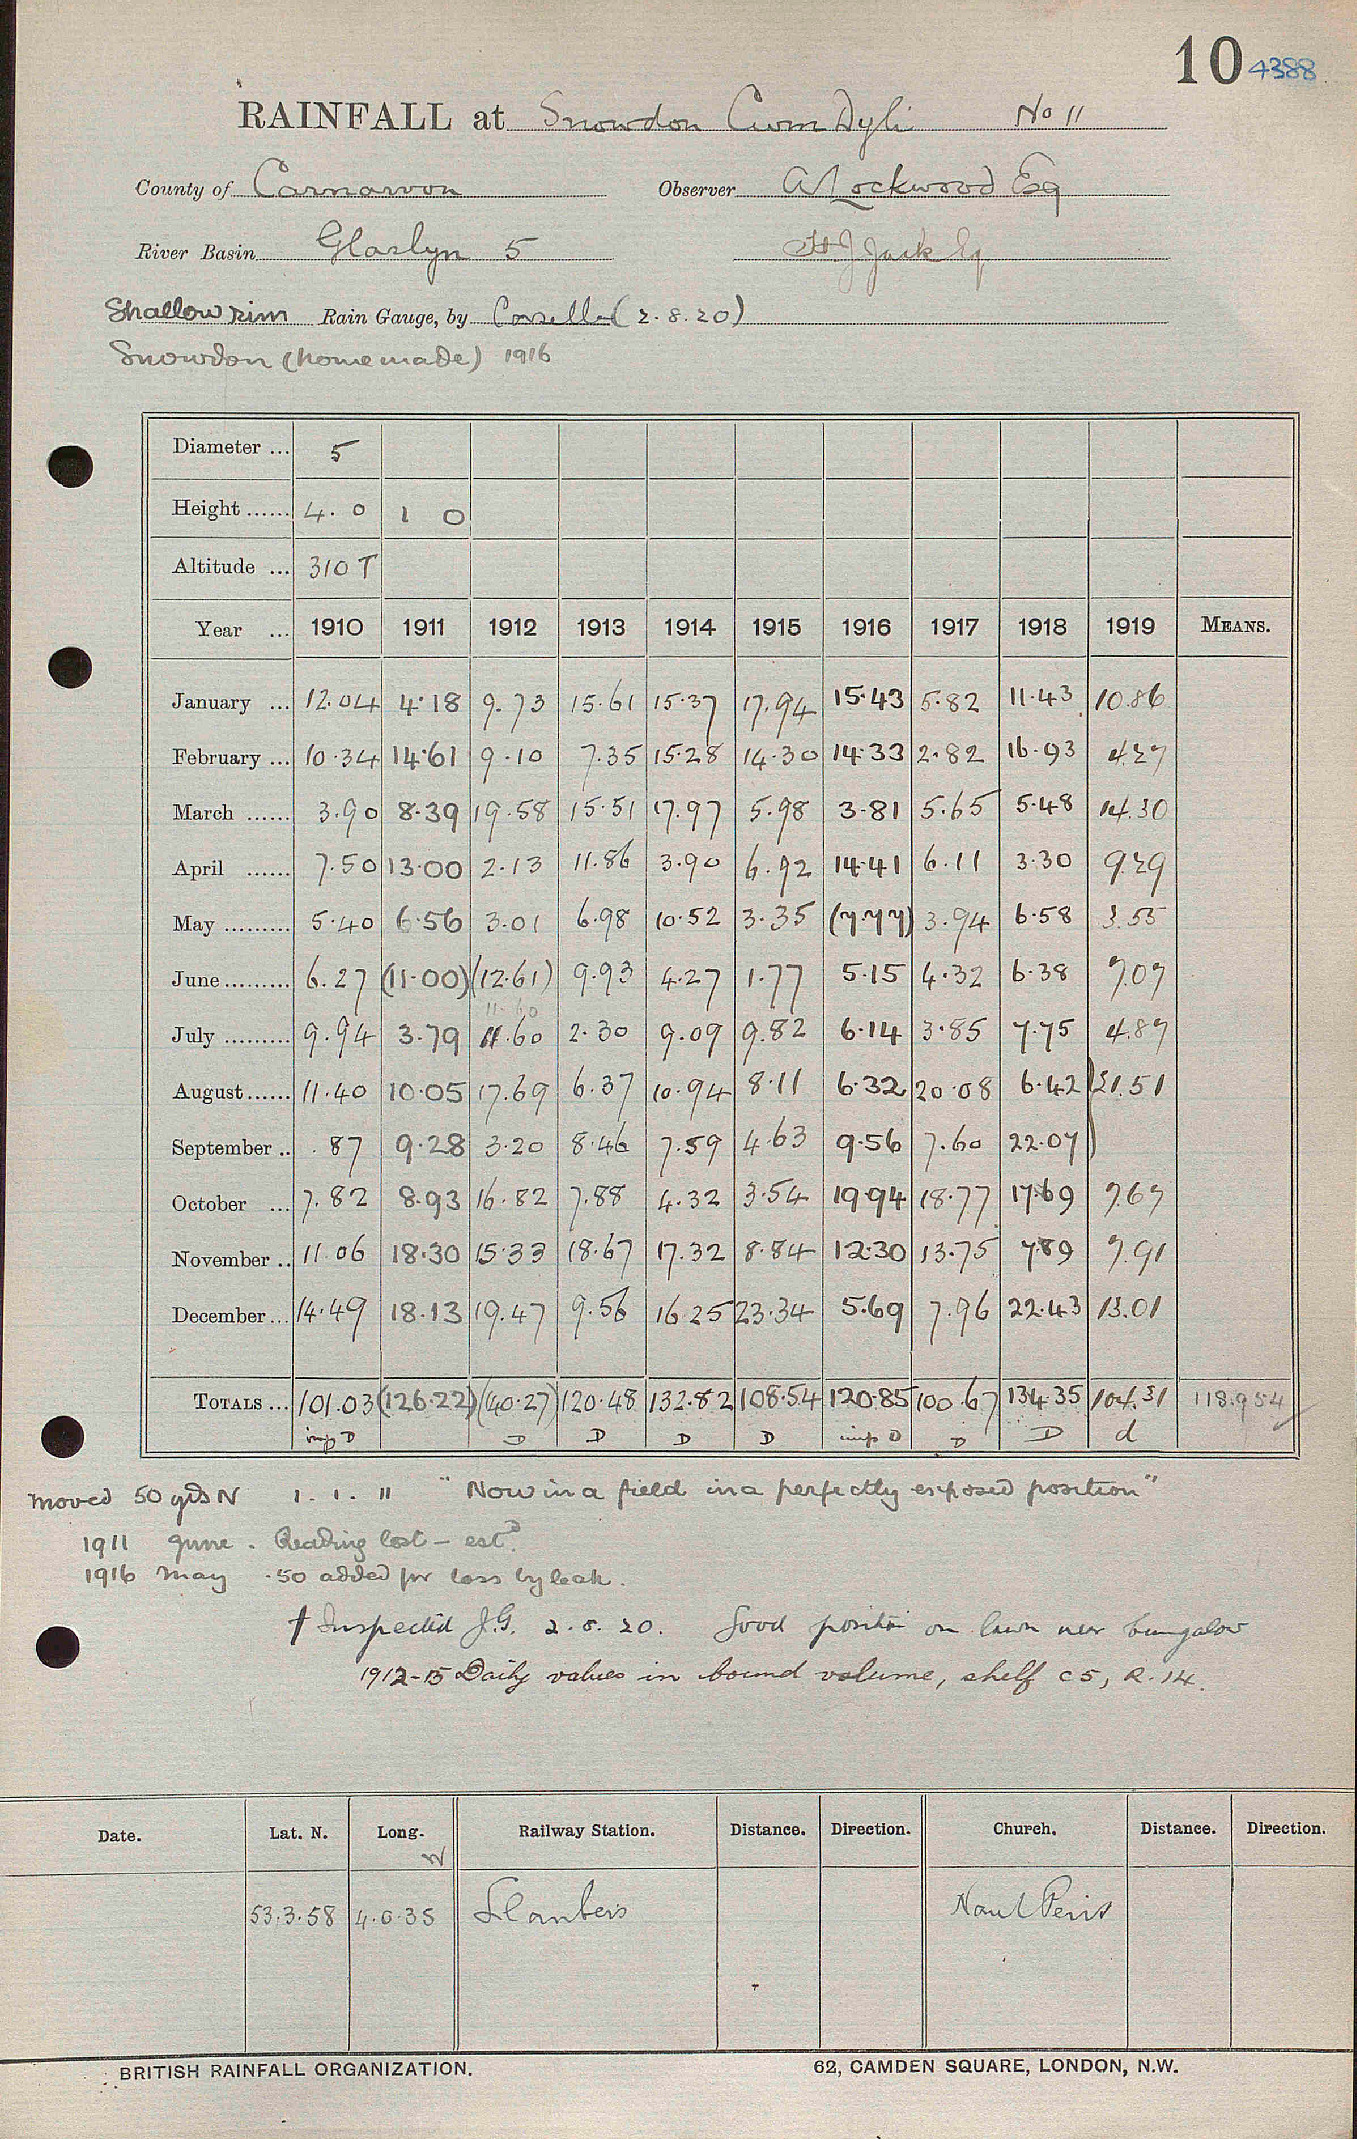 10 4388
RAINFALL at Snowdon Cwm Dyli No 11
County of Carnarvon Observer A Lockwood Esq
River Basin Glaslyn 5 H J Jack Esq
Shallow rim Rain Gauge, by Casella (2.8.20)
Snowdon (home made) 1916
Diameter ... 5
Height ...... 4. 0 1 0
Altitude ... 310 T
Year ... 1910 1911 1912 1913 1914 1915 1916 1917 1918 1919 MEANS.
January ... 12.04 4.18 9.73 15.61 15.37 17.94 15.43 5.82 11.43 10.86
February ... 10.34 14.61 9.10 7.35 15.28 14.30 14.33 2.82 16.93 4.27
March ...... 3.90 8.39 19.58 15.51 17.97 5.98 3.81 5.65 5.48 14.30
April ...... 7.50 13.00 2.13 11.86 3.90 6.92 14.41 6.11 3.30 9.29
May ......... 5.40 6.56 3.01 6.98 10.52 3.35 (7.77) 3.94 6.58 3.55
June ......... 6.27 (11.00) (12.61) 9.93 4.27 1.77 5.15 4.32 6.38 7.07
11.60
July ......... 9.94 3.79 11.60 2.30 9.09 9.82 6.14 3.85 7.75 4.87
August ...... 11.40 10.05 17.69 6.37 10.94 8.11 6.32 20.08 6.42 21.51
September .. .87 9.28 3.20 8.46 7.59 4.63 9.56 7.60 22.07
October ... 7.82 8.93 16.82 7.88 4.32 3.54 19.94 18.77 17.69 7.67
November .. 11.06 18.30 15.33 18.67 17.32 8.84 12.30 13.75 7.89 7.91
December ... 14.49 18.13 19.47 9.56 16.25 23.34 5.69 7.96 22.43 13.01
TOTALS ... 101.03 (126.22) (140.27) 120.48 132.82 108.54 120.85 100.67 134.35 104.31 118.954
imp D D D D D imp D D D d
Moved 50 yds N 1. 1. 11 "Now in a field in a perfectly exposed position"
1911 June. Reading lost - estd.
1916 May .50 added for loss by leak.
† Inspected J.G. 2.8.20. Good position on lawn near bungalow
1912-15 Daily values in bound volume, shelf C5, R.14.
Date. Lat. N. Long. W Railway Station. Distance. Direction. Church. Distance. Direction.
53.3.58 4.0.35 Llanberis Nant Peris
BRITISH RAINFALL ORGANIZATION. 62, CAMDEN SQUARE, LONDON, N.W.